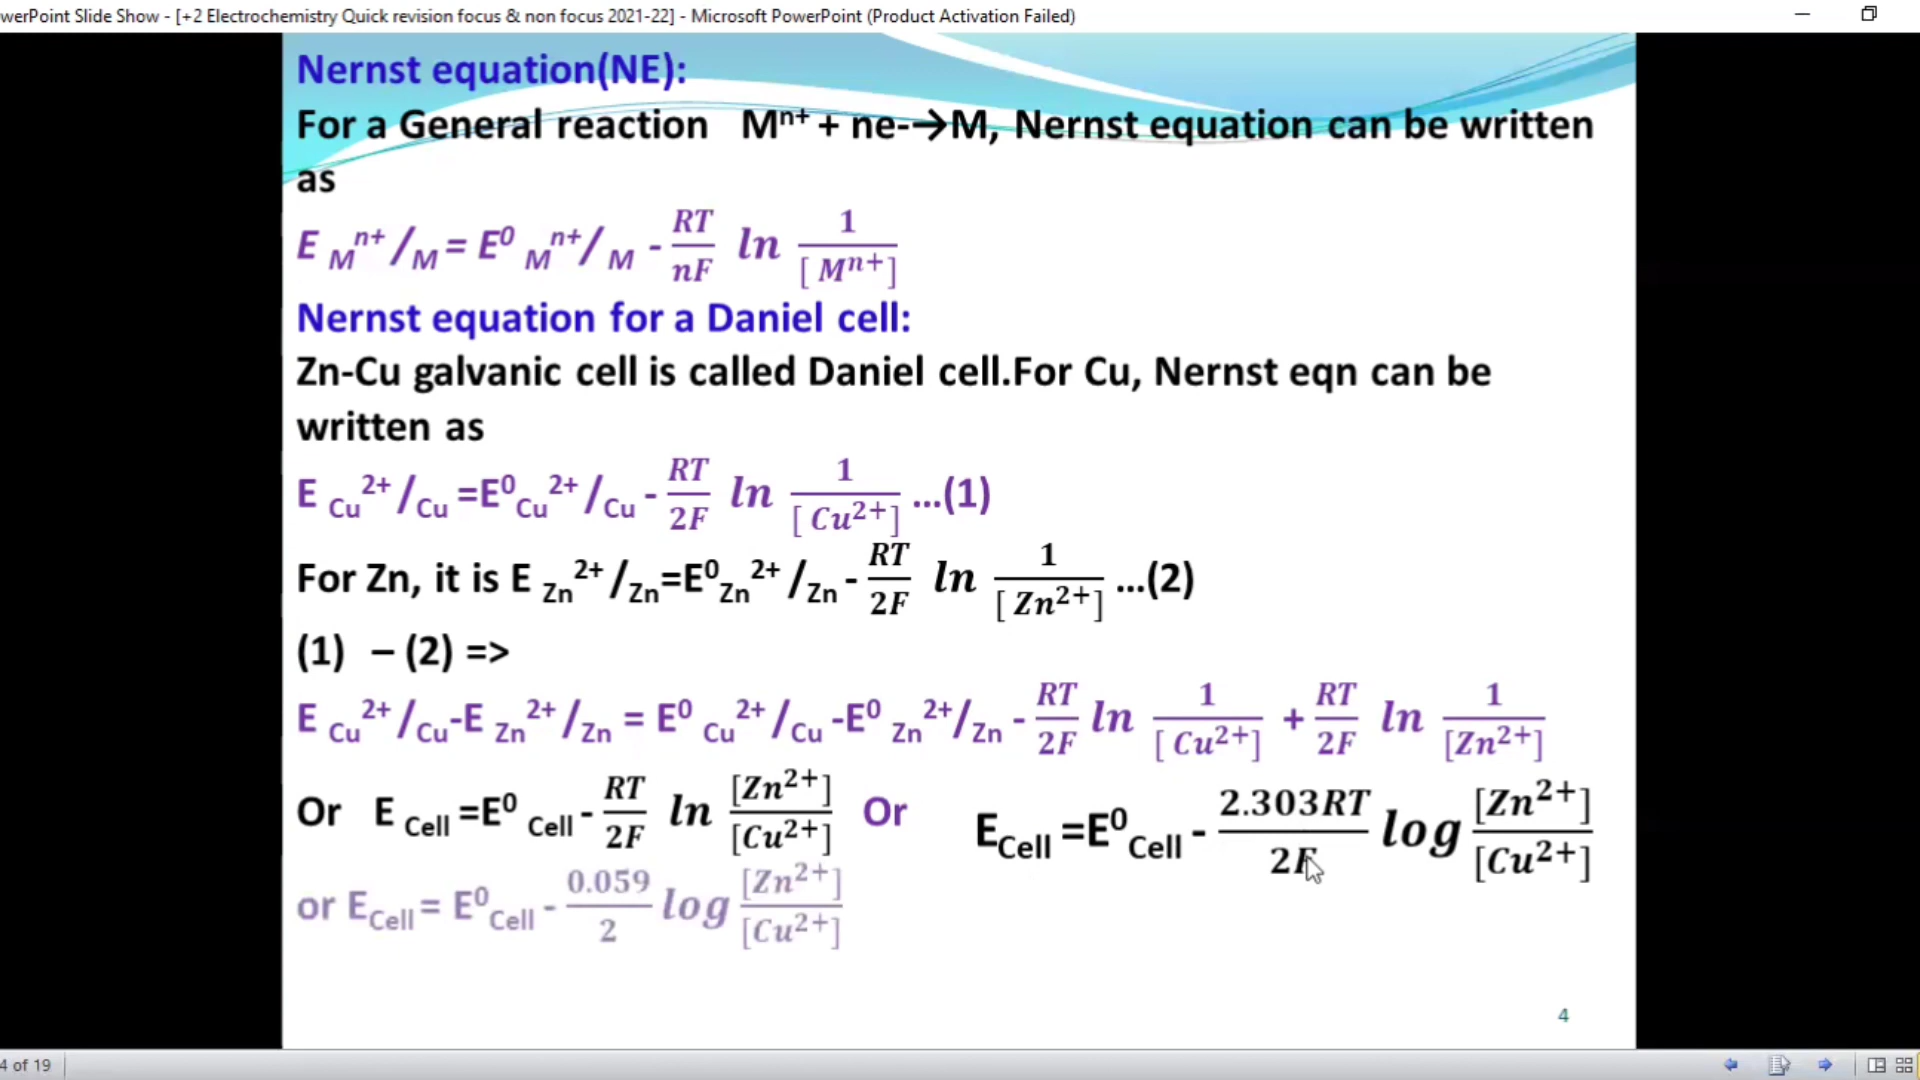 werPoint Slide Show - [+2 Electrochemistry Quick revision focus & non focus 2021-22] - Microsoft PowerPoint (Product Activation Failed)
Nernst equation(NE):
For a General reaction Mⁿ⁺ + ne-→M, Nernst equation can be written
as
E M^n+/M = E⁰ M^n+/M - RT/nF ln 1/[ Mⁿ⁺]
Nernst equation for a Daniel cell:
Zn-Cu galvanic cell is called Daniel cell.For Cu, Nernst eqn can be
written as
E Cu²⁺/Cu =E⁰Cu²⁺/Cu - RT/2F ln 1/[ Cu²⁺] ...(1)
For Zn, it is E Zn²⁺/Zn=E⁰Zn²⁺/Zn - RT/2F ln 1/[ Zn²⁺] ...(2)
(1) – (2) =>
E Cu²⁺/Cu-E Zn²⁺/Zn = E⁰ Cu²⁺/Cu -E⁰ Zn²⁺/Zn - RT/2F ln 1/[ Cu²⁺] + RT/2F ln 1/[Zn²⁺]
Or E Cell =E⁰ Cell - RT/2F ln [Zn²⁺]/[Cu²⁺] Or ECell =E⁰Cell - 2.303RT/2F log [Zn²⁺]/[Cu²⁺]
or ECell = E⁰Cell - 0.059/2 log [Zn²⁺]/[Cu²⁺]
4
4 of 19